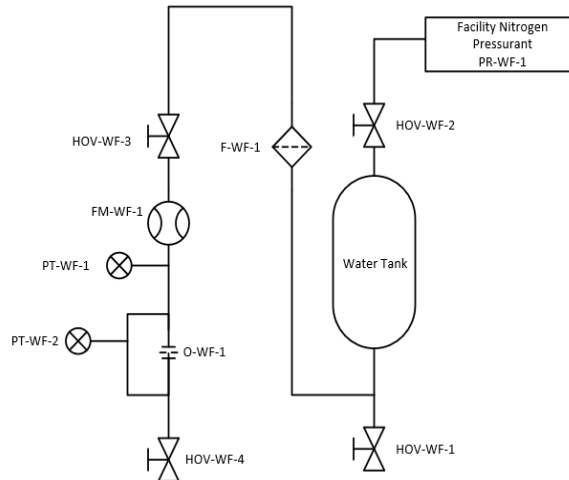 Facility Nitrogen
Pressurant
PR-WF-1
HOV-WF-3
F-WF-1
HOV-WF-2
FM-WF-1
PT-WF-1
Water Tank
PT-WF-2
O-WF-1
HOV-WF-4
HOV-WF-1